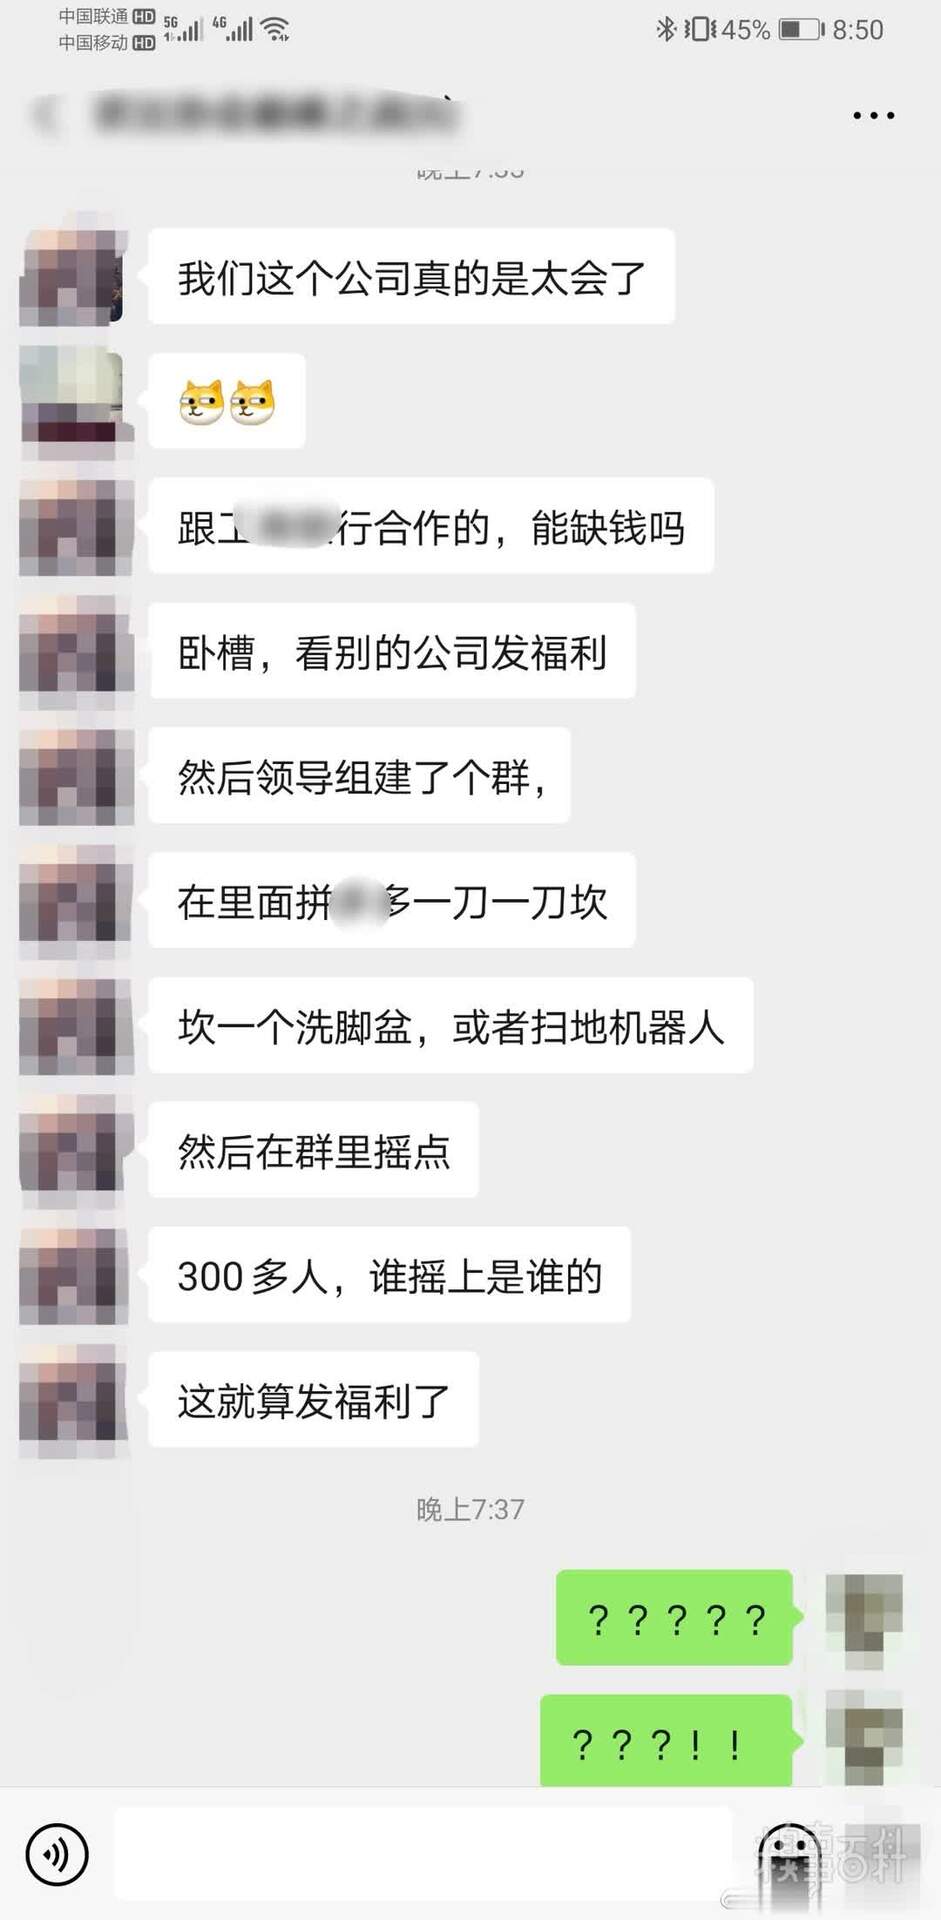 中国联通 HD 5G 4G 45% 8:50
中国移动 HD
晚上7:35
我们这个公司真的是太会了
跟工 行合作的，能缺钱吗
卧槽，看别的公司发福利
然后领导组建了个群，
在里面拼 多一刀一刀坎
坎一个洗脚盆，或者扫地机器人
然后在群里摇点
300多人，谁摇上是谁的
这就算发福利了
晚上7:37
？？？？？
？？？！！
糗事百科